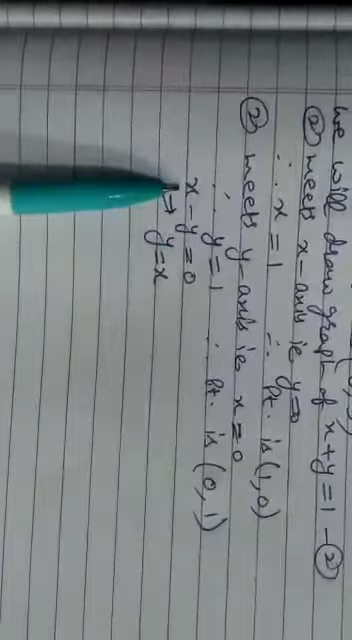 we will draw graph of x+y=1 -②
② meets x-axis ie y=0
∴ x=1 ∴ Pt. is (1,0)
② meets y-axis ie x=0
∴ y=1 ∴ Pt. is (0,1)
x-y=0
→ y=x